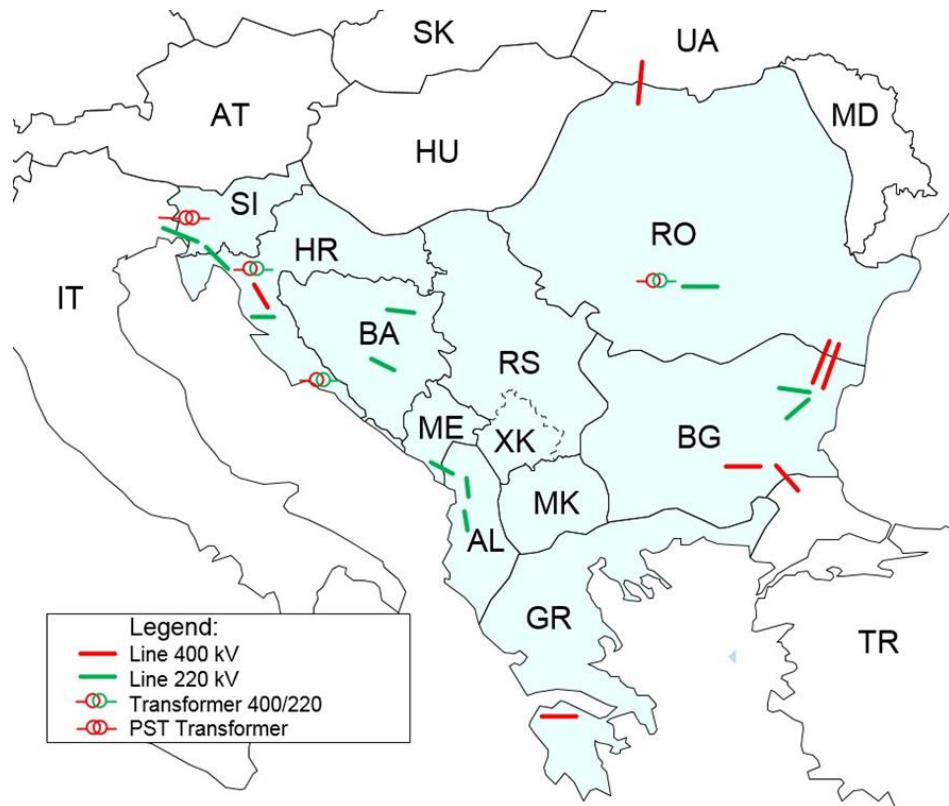 SK
UA
AT
MD
HU
SI
HR
RO
IT
BA
RS
ME
XK
BG
MK
AL
GR
TR
Legend:
Line 400 kV
Line 220 kV
Transformer 400/220
PST Transformer